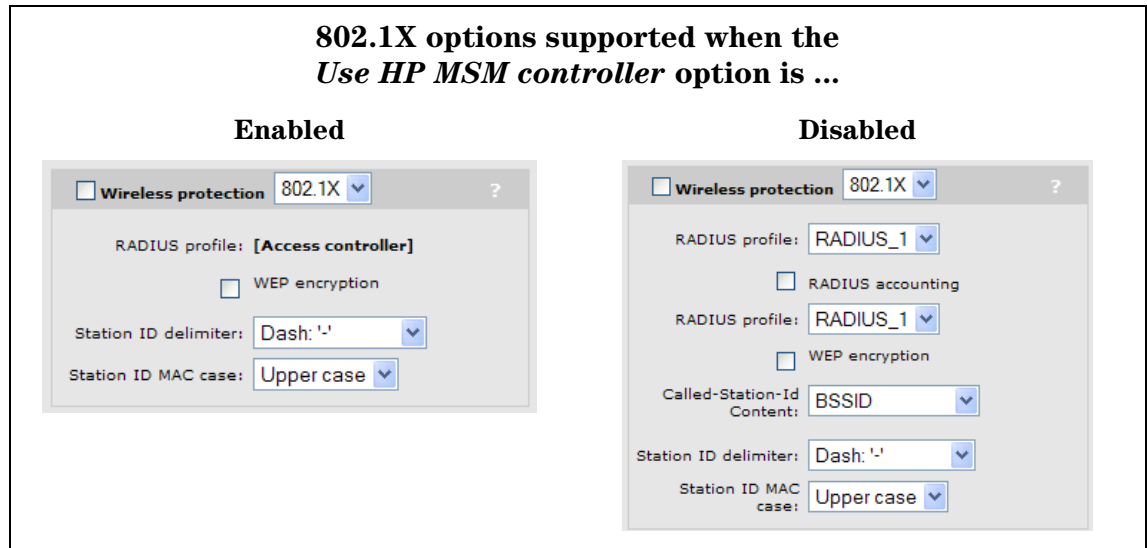 802.1X options supported when the
Use HP MSM controller option is ...
Enabled
Wireless protection 802.1X ?
RADIUS profile: [Access controller]
WEP encryption
Station ID delimiter: Dash: '-'
Station ID MAC case: Upper case
Disabled
Wireless protection 802.1X ?
RADIUS profile: RADIUS_1
RADIUS accounting
RADIUS profile: RADIUS_1
WEP encryption
Called-Station-Id
Content: BSSID
Station ID delimiter: Dash: '-'
Station ID MAC
case: Upper case